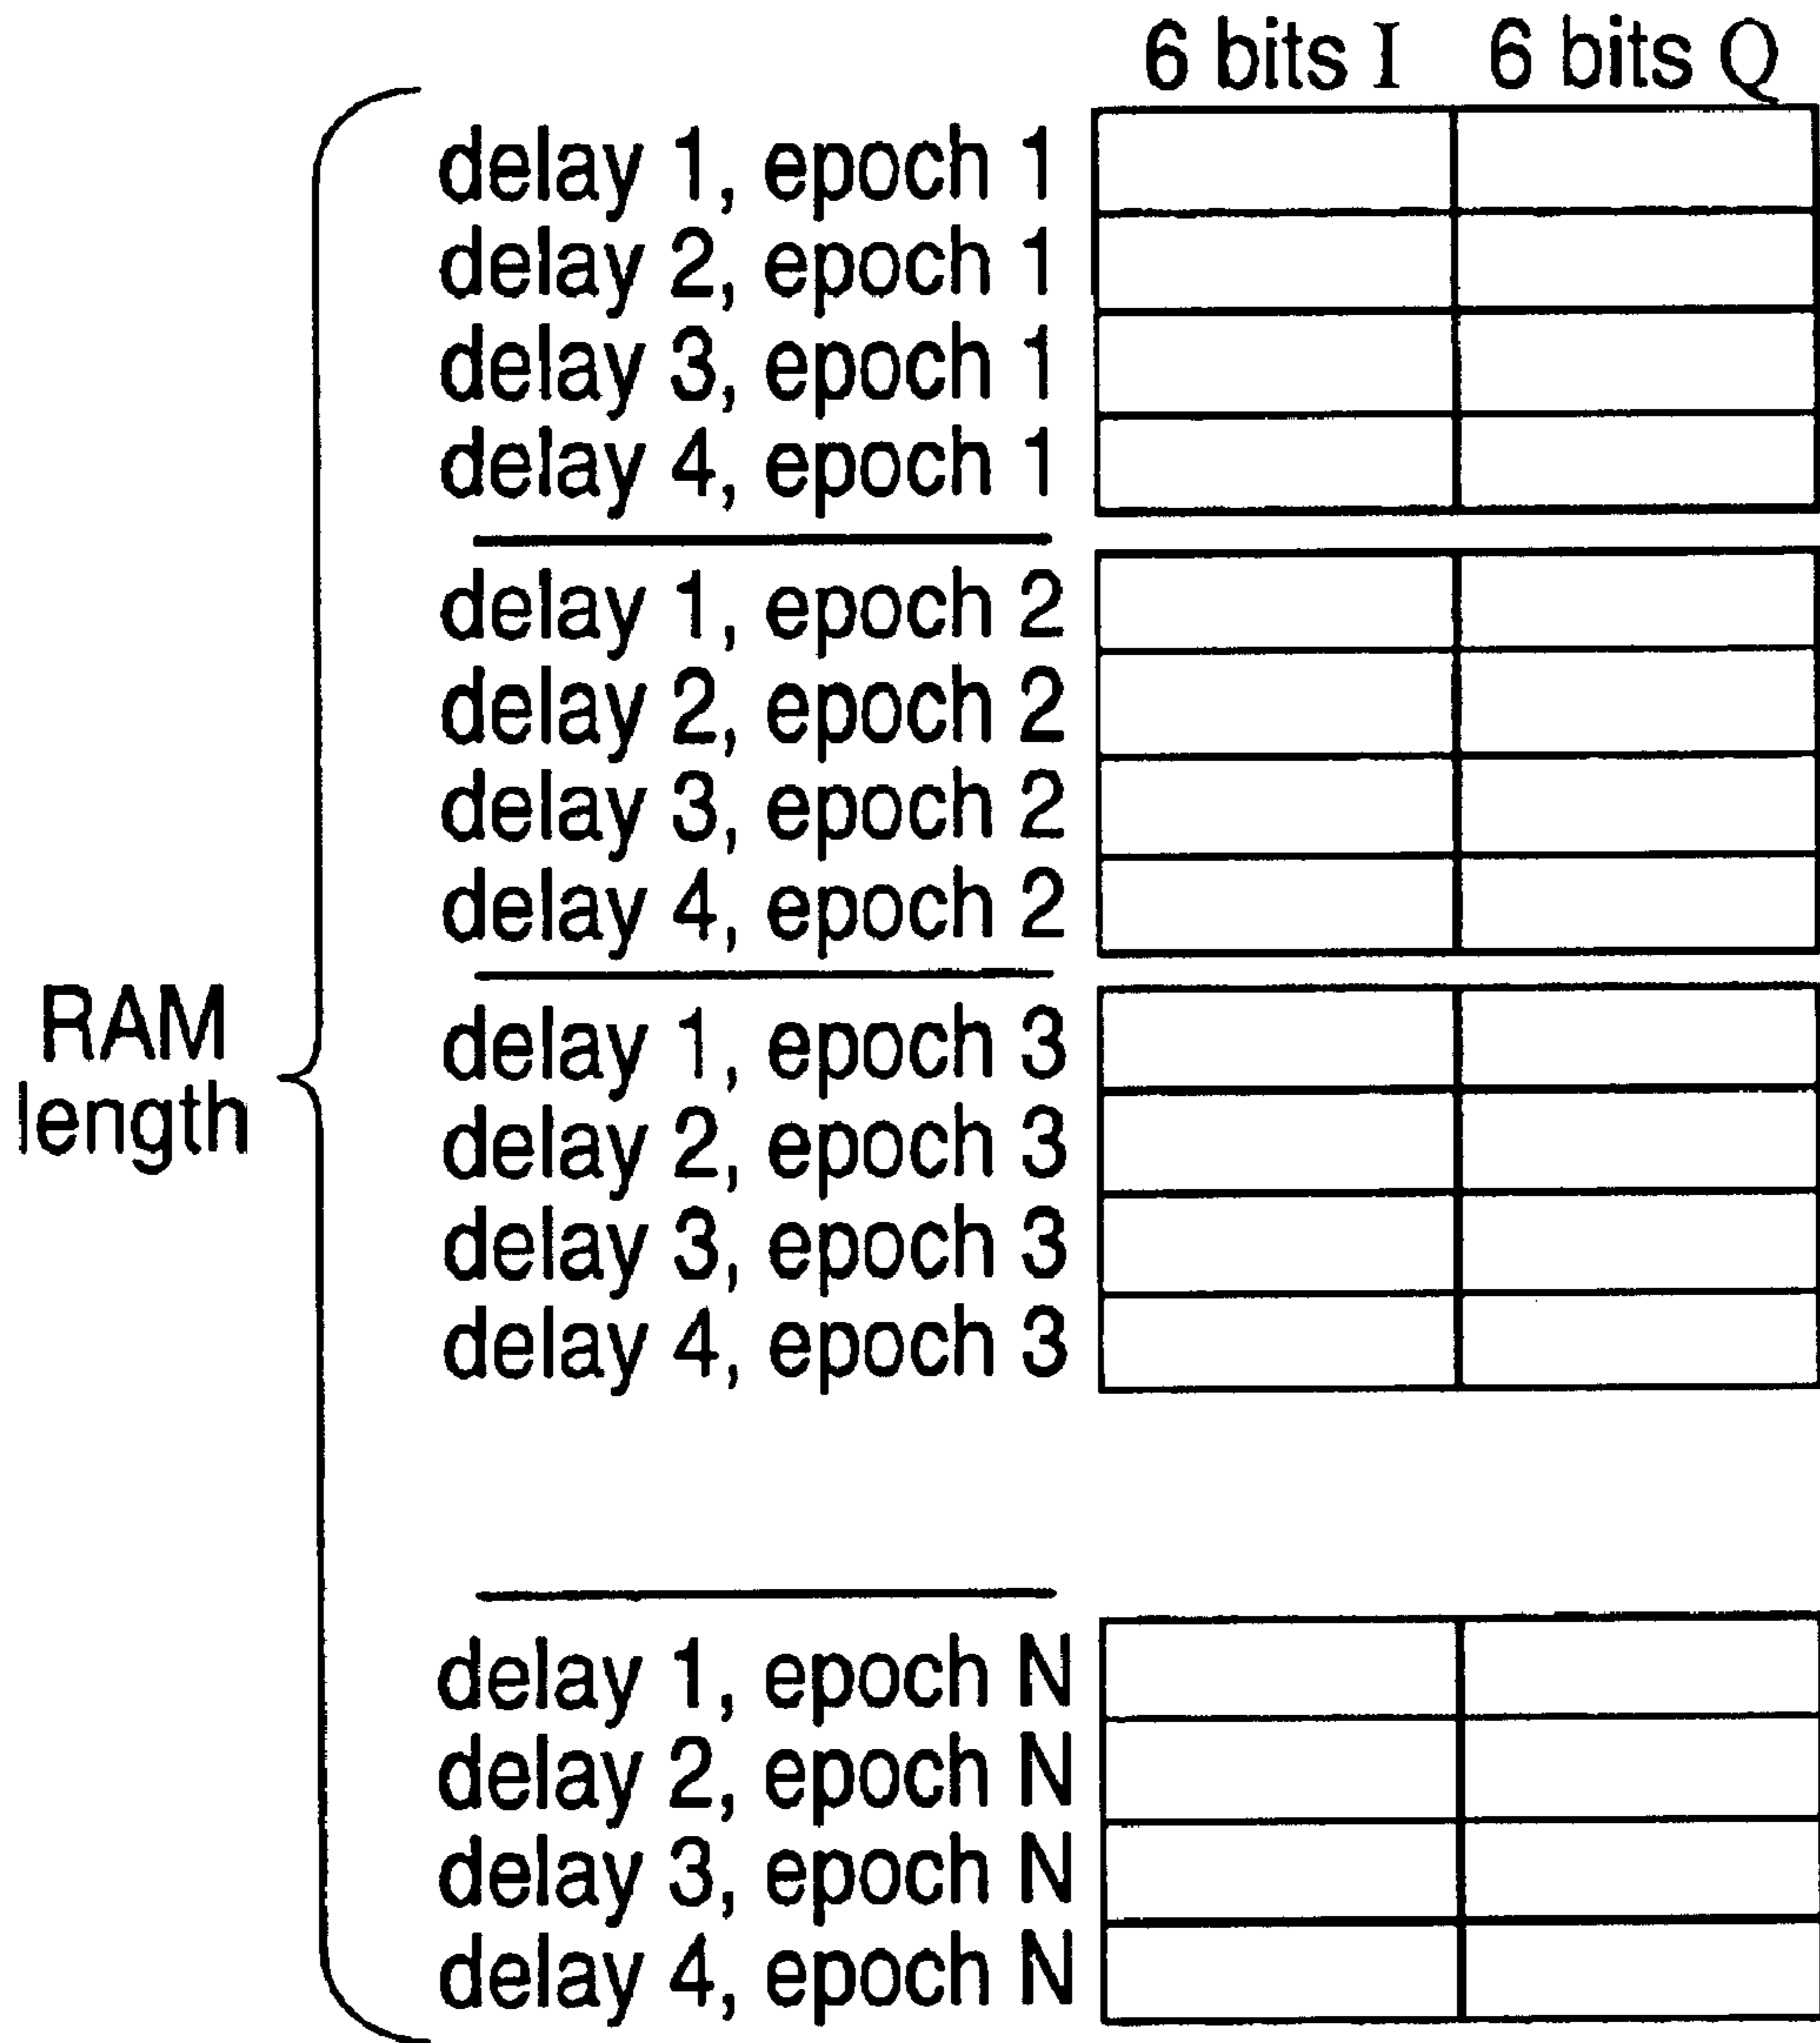 6 bits I 6 bits Q
delay 1, epoch 1
delay 2, epoch 1
delay 3, epoch 1
delay 4, epoch 1
delay 1, epoch 2
delay 2, epoch 2
delay 3, epoch 2
delay 4, epoch 2
RAM
length
delay 1, epoch 3
delay 2, epoch 3
delay 3, epoch 3
delay 4, epoch 3
delay 1, epoch N
delay 2, epoch N
delay 3, epoch N
delay 4, epoch N